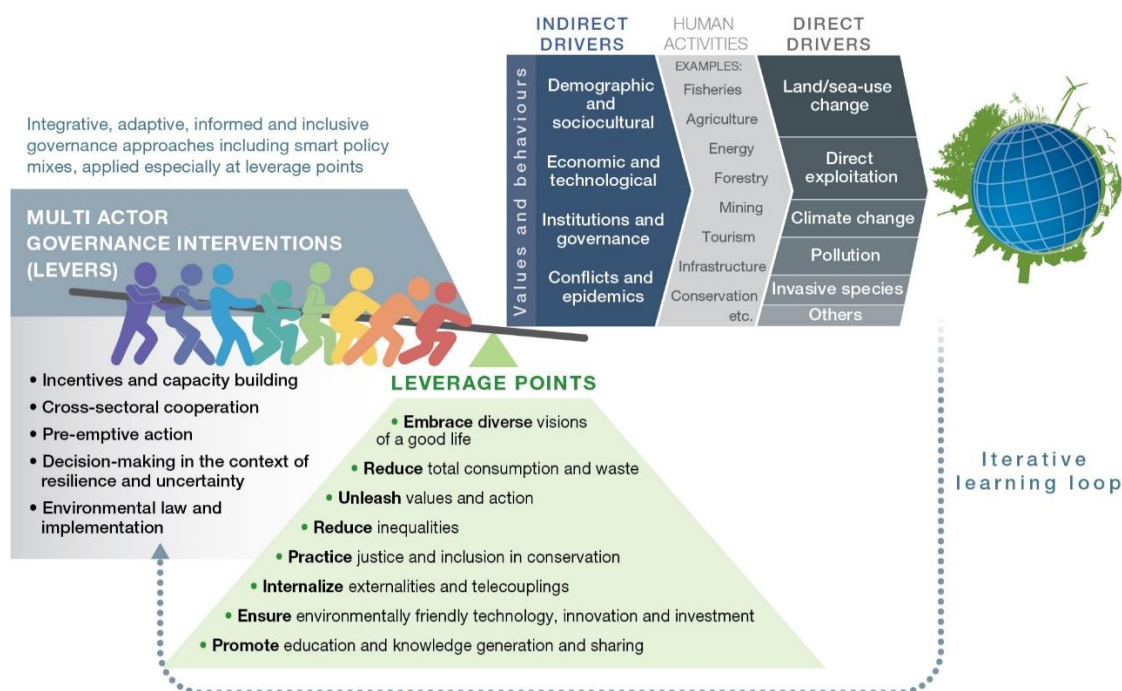 Integrative, adaptive, informed and inclusive
governance approaches including smart policy
mixes, applied especially at leverage points
MULTI ACTOR
GOVERNANCE INTERVENTIONS
(LEVERS)
• Incentives and capacity building
• Cross-sectoral cooperation
• Pre-emptive action
• Decision-making in the context of
resilience and uncertainty
• Environmental law and
implementation
INDIRECT
DRIVERS
Values and behaviours
Demographic
and
sociocultural
Economic and
technological
Institutions and
governance
Conflicts and
epidemics
HUMAN
ACTIVITIES
EXAMPLES:
Fisheries
Agriculture
Energy
Forestry
Mining
Tourism
Infrastructure
Conservation
etc.
DIRECT
DRIVERS
Land/sea-use
change
Direct
exploitation
Climate change
Pollution
Invasive species
Others
LEVERAGE POINTS
• Embrace diverse visions
of a good life
• Reduce total consumption and waste
• Unleash values and action
• Reduce inequalities
• Practice justice and inclusion in conservation
• Internalize externalities and telecouplings
• Ensure environmentally friendly technology, innovation and investment
• Promote education and knowledge generation and sharing
Iterative
learning loop